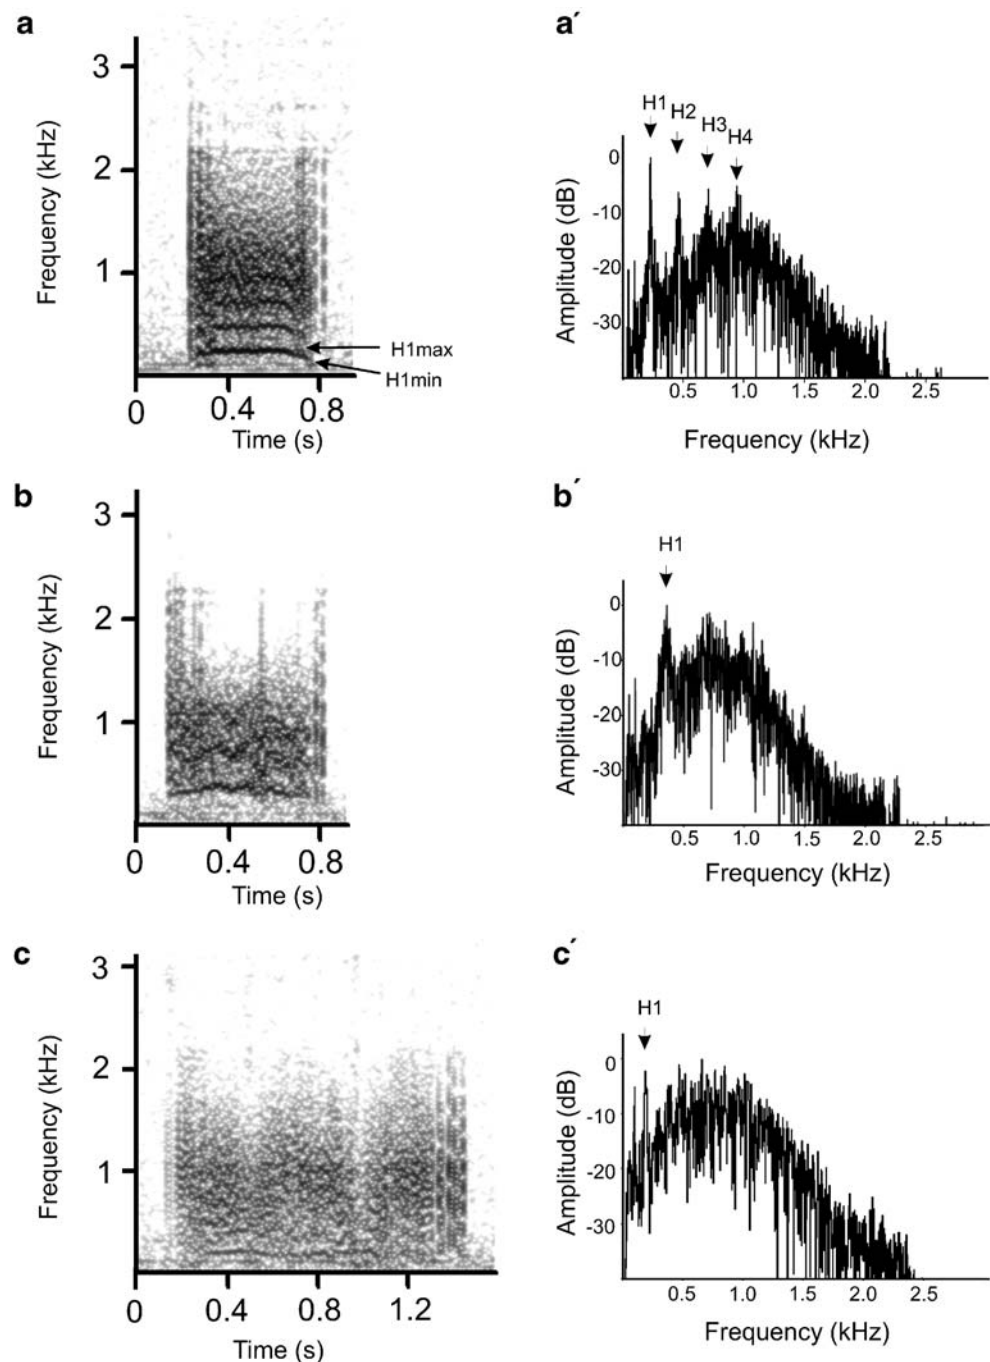 a
3
2
1
Frequency (kHz)
H1max
H1min
0 0.4 0.8
Time (s)
a´
H1 H2 H3 H4
0
-10
-20
-30
Amplitude (dB)
0.5 1.0 1.5 2.0 2.5
Frequency (kHz)
b
3
2
1
Frequency (kHz)
0 0.4 0.8
Time (s)
b´
H1
0
-10
-20
-30
Amplitude (dB)
0.5 1.0 1.5 2.0 2.5
Frequency (kHz)
c
3
2
1
Frequency (kHz)
0 0.4 0.8 1.2
Time (s)
c´
H1
0
-10
-20
-30
Amplitude (dB)
0.5 1.0 1.5 2.0 2.5
Frequency (kHz)